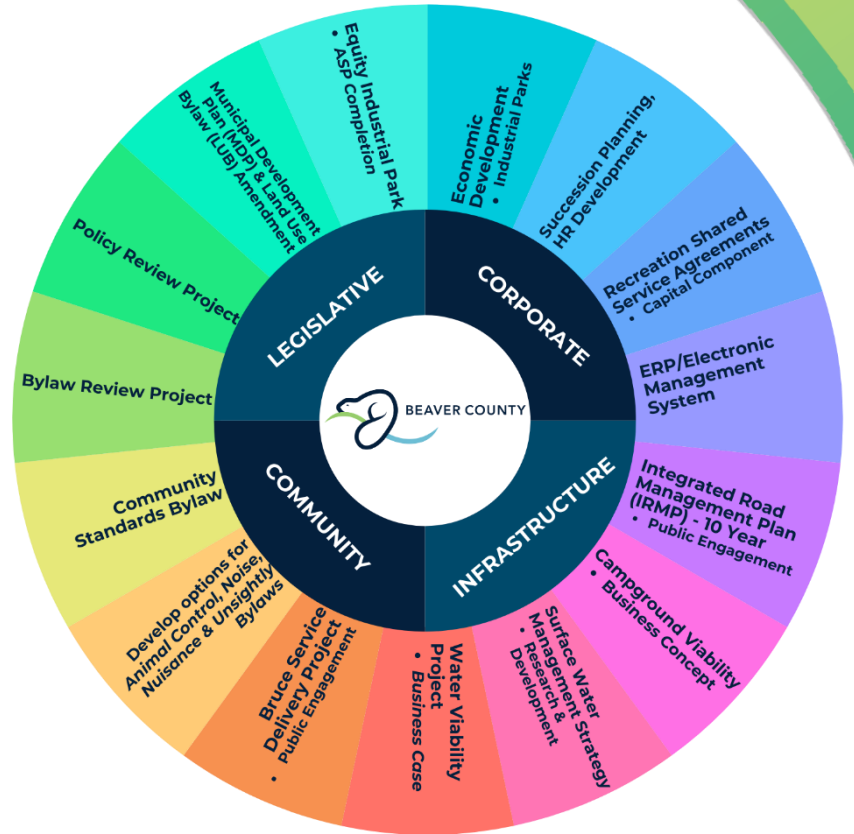 BEAVER COUNTY
LEGISLATIVE
CORPORATE
INFRASTRUCTURE
COMMUNITY
Economic
Development
• Industrial Parks
Succession Planning,
HR Development
Recreation Shared
Service Agreements
• Capital Component
ERP/Electronic
Management
System
Integrated Road
Management Plan
(IRMP) - 10 Year
• Public Engagement
Campground Viability
• Business Concept
Surface Water
Management Strategy
• Research &
Development
Water Viability
Project
• Business Case
Bruce Service
Delivery Project
• Public Engagement
Develop options for
Animal Control, Noise,
Nuisance & Unsightly
Bylaws
Community
Standards Bylaw
Bylaw Review Project
Policy Review Project
Municipal Development
Plan (MDP) & Land Use
Bylaw (LUB) Amendment
Equity Industrial Park
• ASP Completion